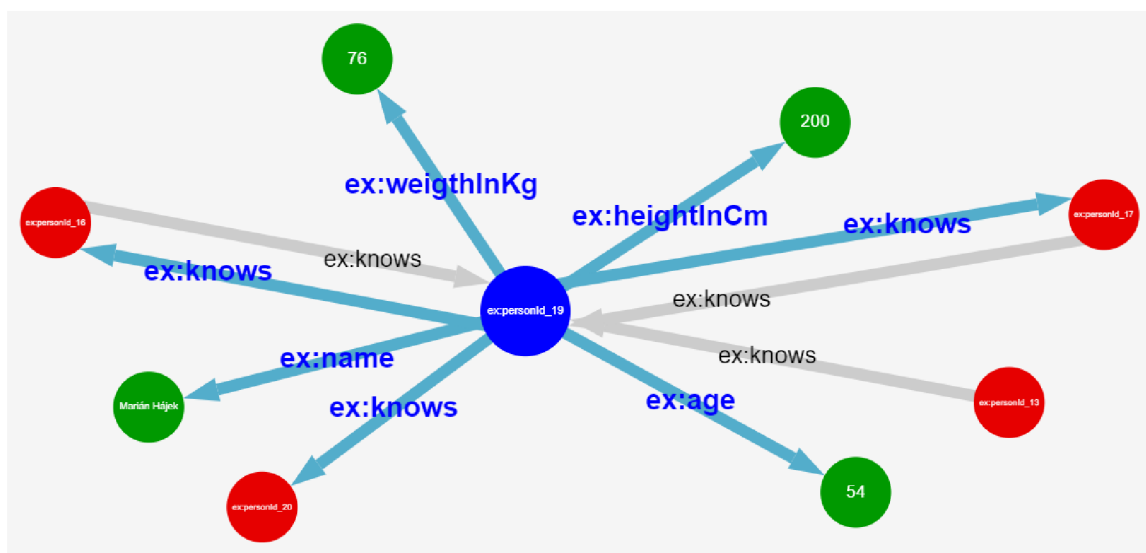 76
200
ex:weigthInKg
ex:personId_16
ex:heightInCm
ex:personId_17
ex:knows
ex:knows
ex:knows
ex:knows
ex:personId_19
ex:name
ex:knows
Marián Hájek
ex:knows
ex:age
ex:personId_13
54
ex:personId_20